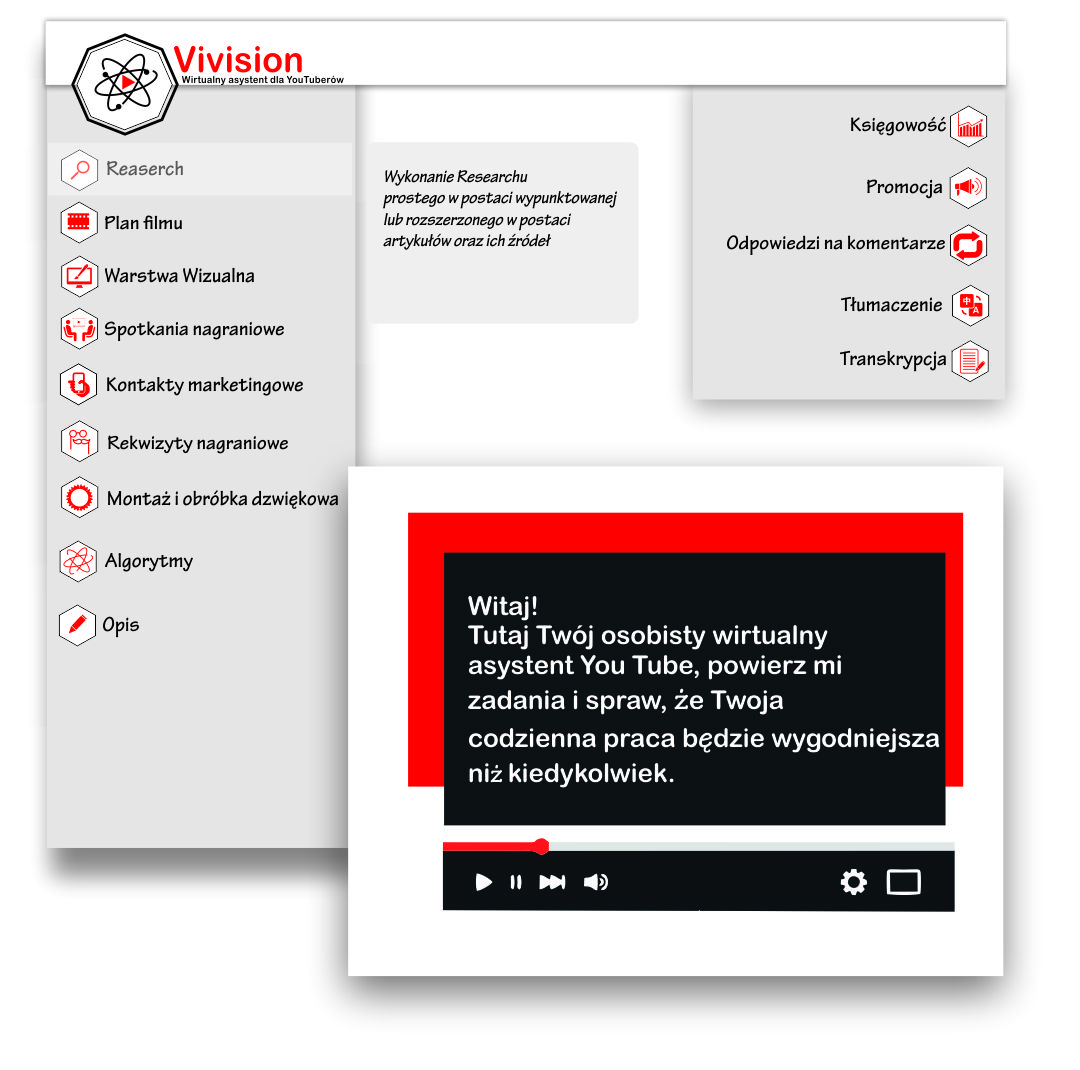 Vivision
Wirtualny asystent dla YouTuberów
Reaserch
Plan filmu
Warstwa Wizualna
Spotkania nagraniowe
Kontakty marketingowe
Rekwizyty nagraniowe
Montaż i obróbka dzwiękowa
Algorytmy
Opis
Wykonanie Researchu
prostego w postaci wypunktowanej
lub rozszerzonego w postaci
artykułów oraz ich źródeł
Księgowość
Promocja
Odpowiedzi na komentarze
Tłumaczenie
中
A
Transkrypcja
Witaj!
Tutaj Twój osobisty wirtualny
asystent You Tube, powierz mi
zadania i spraw, że Twoja
codzienna praca będzie wygodniejsza
niż kiedykolwiek.